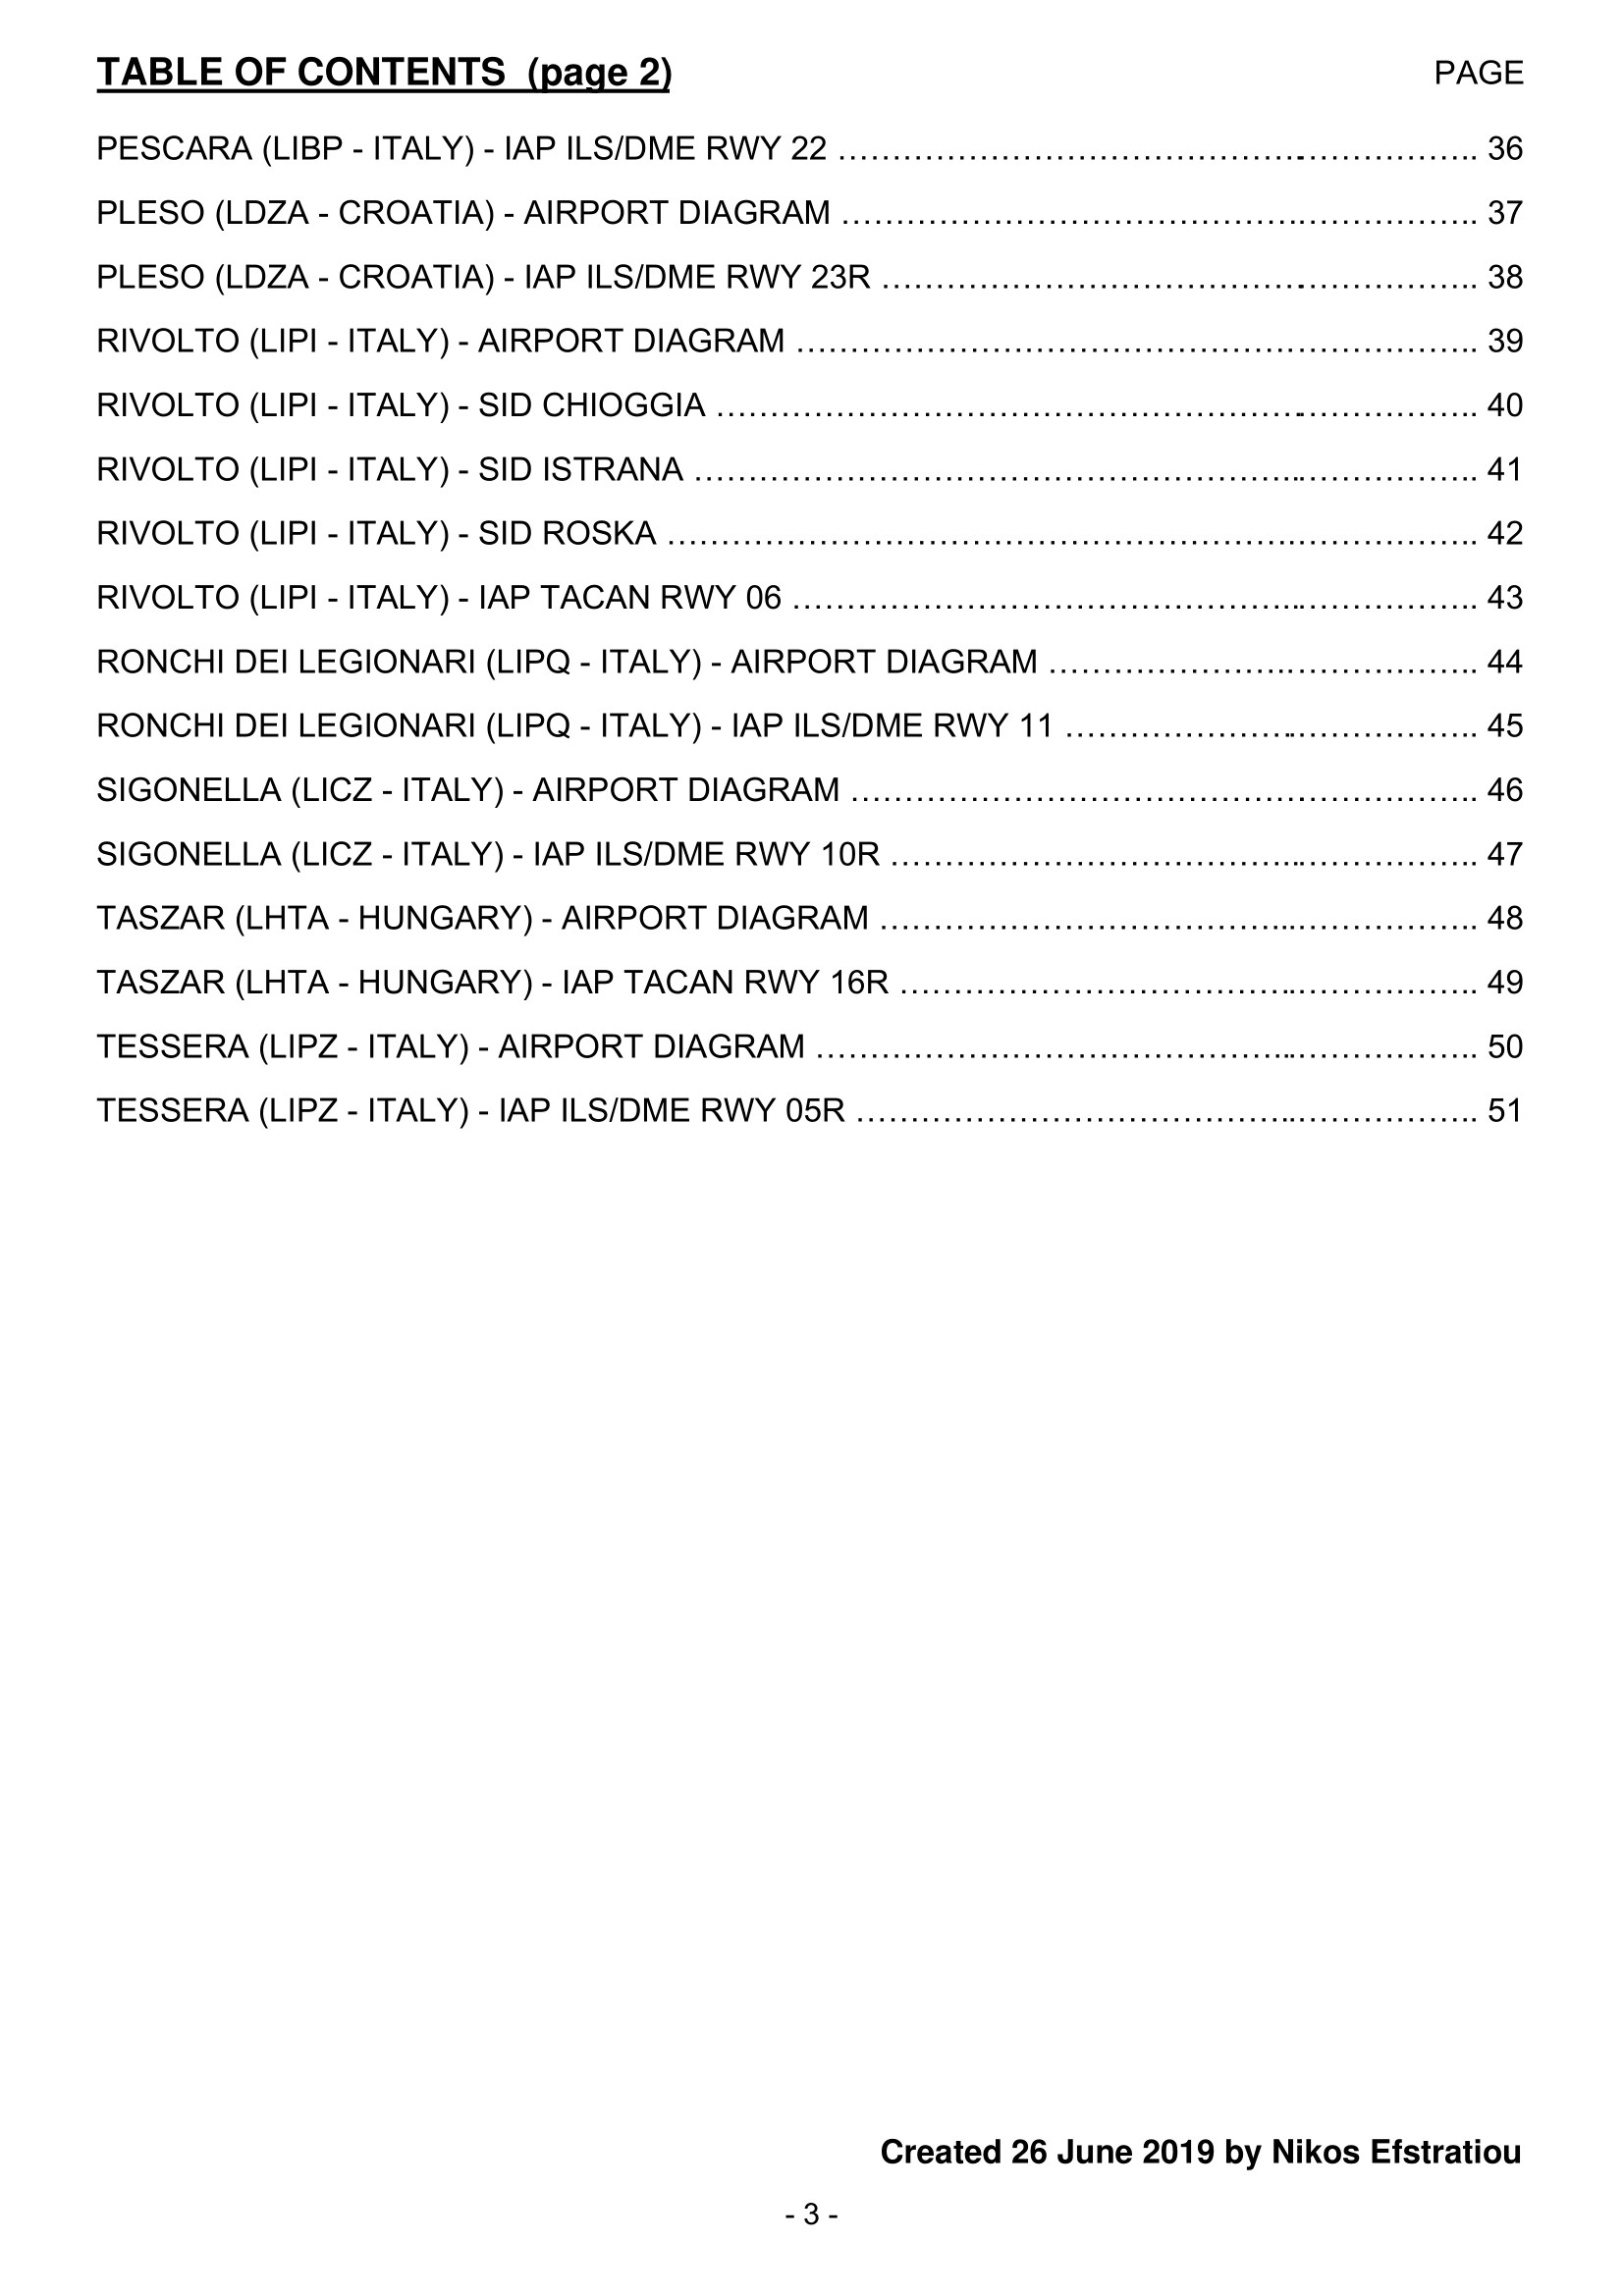 TABLE OF CONTENTS (page 2) PAGE
PESCARA (LIBP - ITALY) - IAP ILS/DME RWY 22 ………………………………………………………. 36
PLESO (LDZA - CROATIA) - AIRPORT DIAGRAM ………………………………………………………. 37
PLESO (LDZA - CROATIA) - IAP ILS/DME RWY 23R ……………………………………………………. 38
RIVOLTO (LIPI - ITALY) - AIRPORT DIAGRAM …………………………………………………………. 39
RIVOLTO (LIPI - ITALY) - SID CHIOGGIA ………………………………………………………………. 40
RIVOLTO (LIPI - ITALY) - SID ISTRANA ………………………………………………………………. 41
RIVOLTO (LIPI - ITALY) - SID ROSKA …………………………………………………………………. 42
RIVOLTO (LIPI - ITALY) - IAP TACAN RWY 06 …………………………………………………………. 43
RONCHI DEI LEGIONARI (LIPQ - ITALY) - AIRPORT DIAGRAM ……………………………………. 44
RONCHI DEI LEGIONARI (LIPQ - ITALY) - IAP ILS/DME RWY 11 …………………………………. 45
SIGONELLA (LICZ - ITALY) - AIRPORT DIAGRAM ………………………………………………………. 46
SIGONELLA (LICZ - ITALY) - IAP ILS/DME RWY 10R …………………………………………………. 47
TASZAR (LHTA - HUNGARY) - AIRPORT DIAGRAM ……………………………………………………. 48
TASZAR (LHTA - HUNGARY) - IAP TACAN RWY 16R …………………………………………………. 49
TESSERA (LIPZ - ITALY) - AIRPORT DIAGRAM …………………………………………………………. 50
TESSERA (LIPZ - ITALY) - IAP ILS/DME RWY 05R ………………………………………………………. 51
Created 26 June 2019 by Nikos Efstratiou
- 3 -